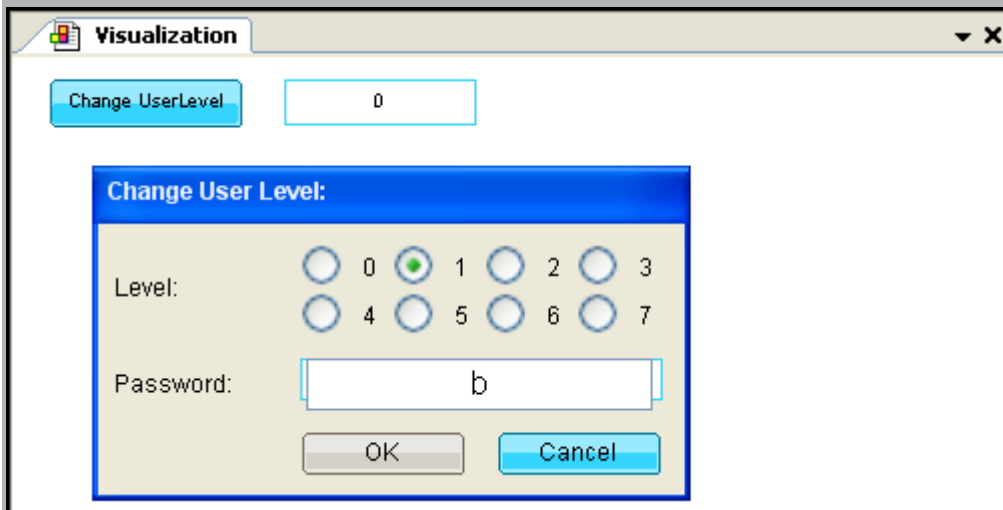 Visualization
Change UserLevel 0
Change User Level:
Level: 0 1 2 3
4 5 6 7
Password: b
OK Cancel